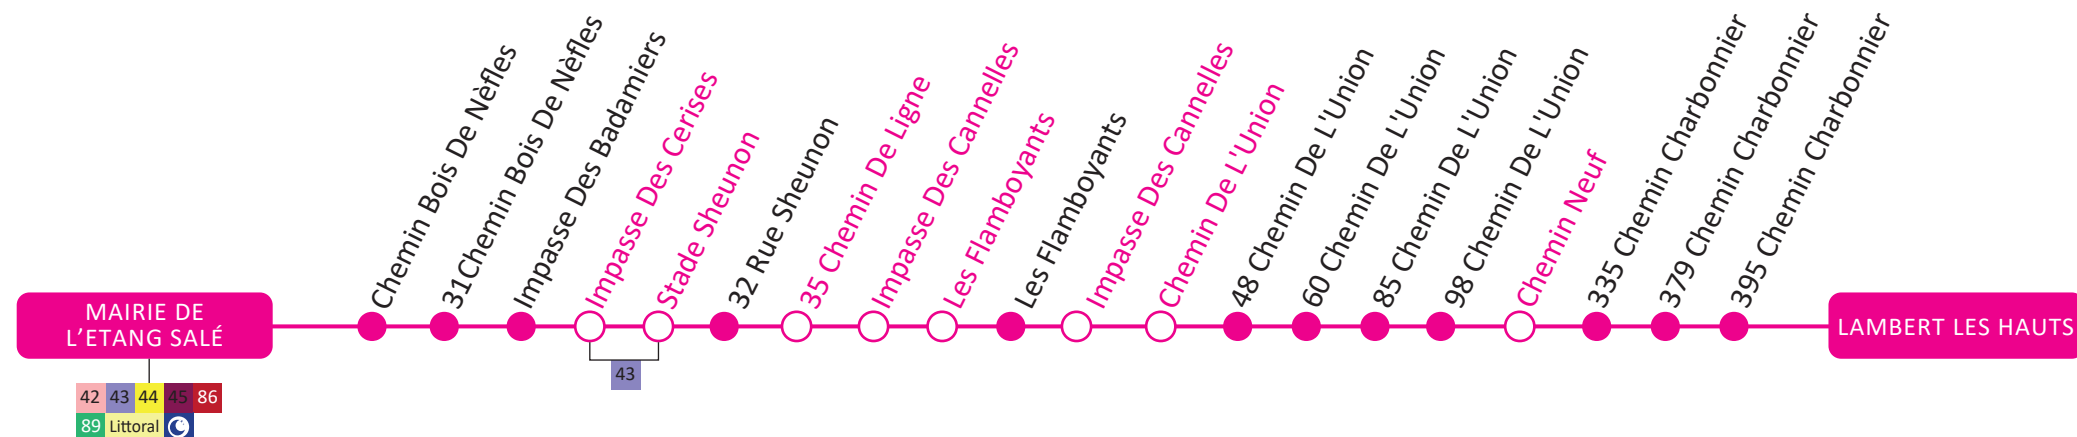 Chemin Bois De Nèfles
31Chemin Bois De Nèfles
Impasse Des Badamiers
Impasse Des Cerises
Stade Sheunon
32 Rue Sheunon
35 Chemin De Ligne
Impasse Des Cannelles
Les Flamboyants
Les Flamboyants
Impasse Des Cannelles
Chemin De L'Union
48 Chemin De L'Union
60 Chemin De L'Union
85 Chemin De L'Union
98 Chemin De L'Union
Chemin Neuf
335 Chemin Charbonnier
379 Chemin Charbonnier
395 Chemin Charbonnier
MAIRIE DE
L'ETANG SALÉ
LAMBERT LES HAUTS
43
42 43 44 45 86
89 Littoral